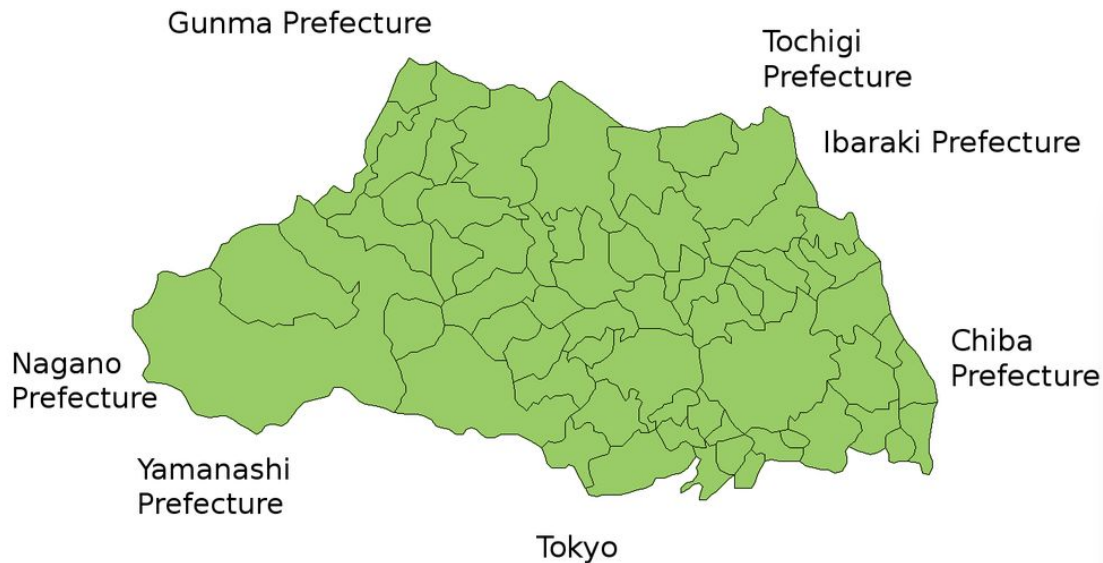 Gunma Prefecture
Tochigi
Prefecture
Ibaraki Prefecture
Nagano
Prefecture
Chiba
Prefecture
Yamanashi
Prefecture
Tokyo